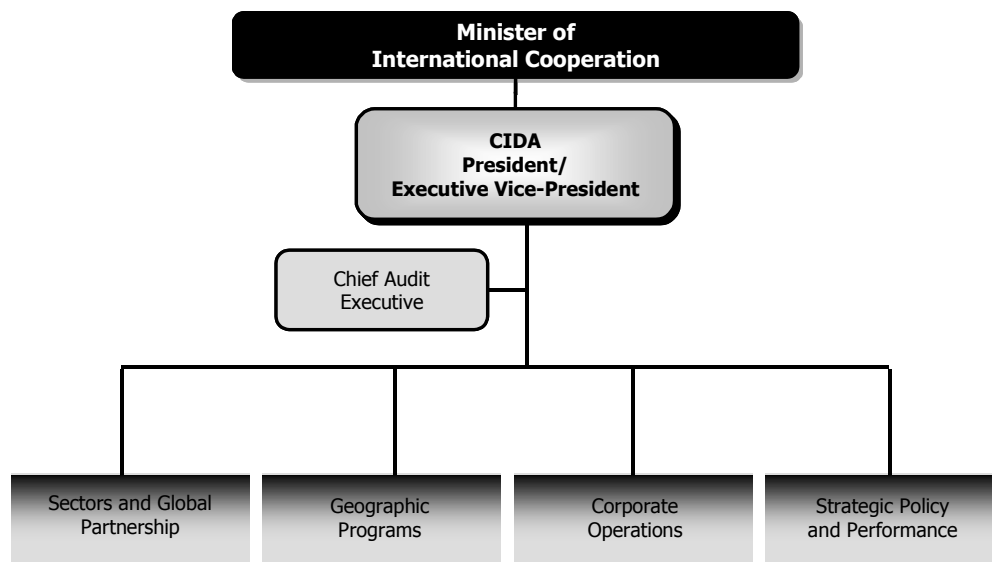 Minister of
International Cooperation
CIDA
President/
Executive Vice-President
Chief Audit
Executive
Sectors and Global
Partnership
Geographic
Programs
Corporate
Operations
Strategic Policy
and Performance